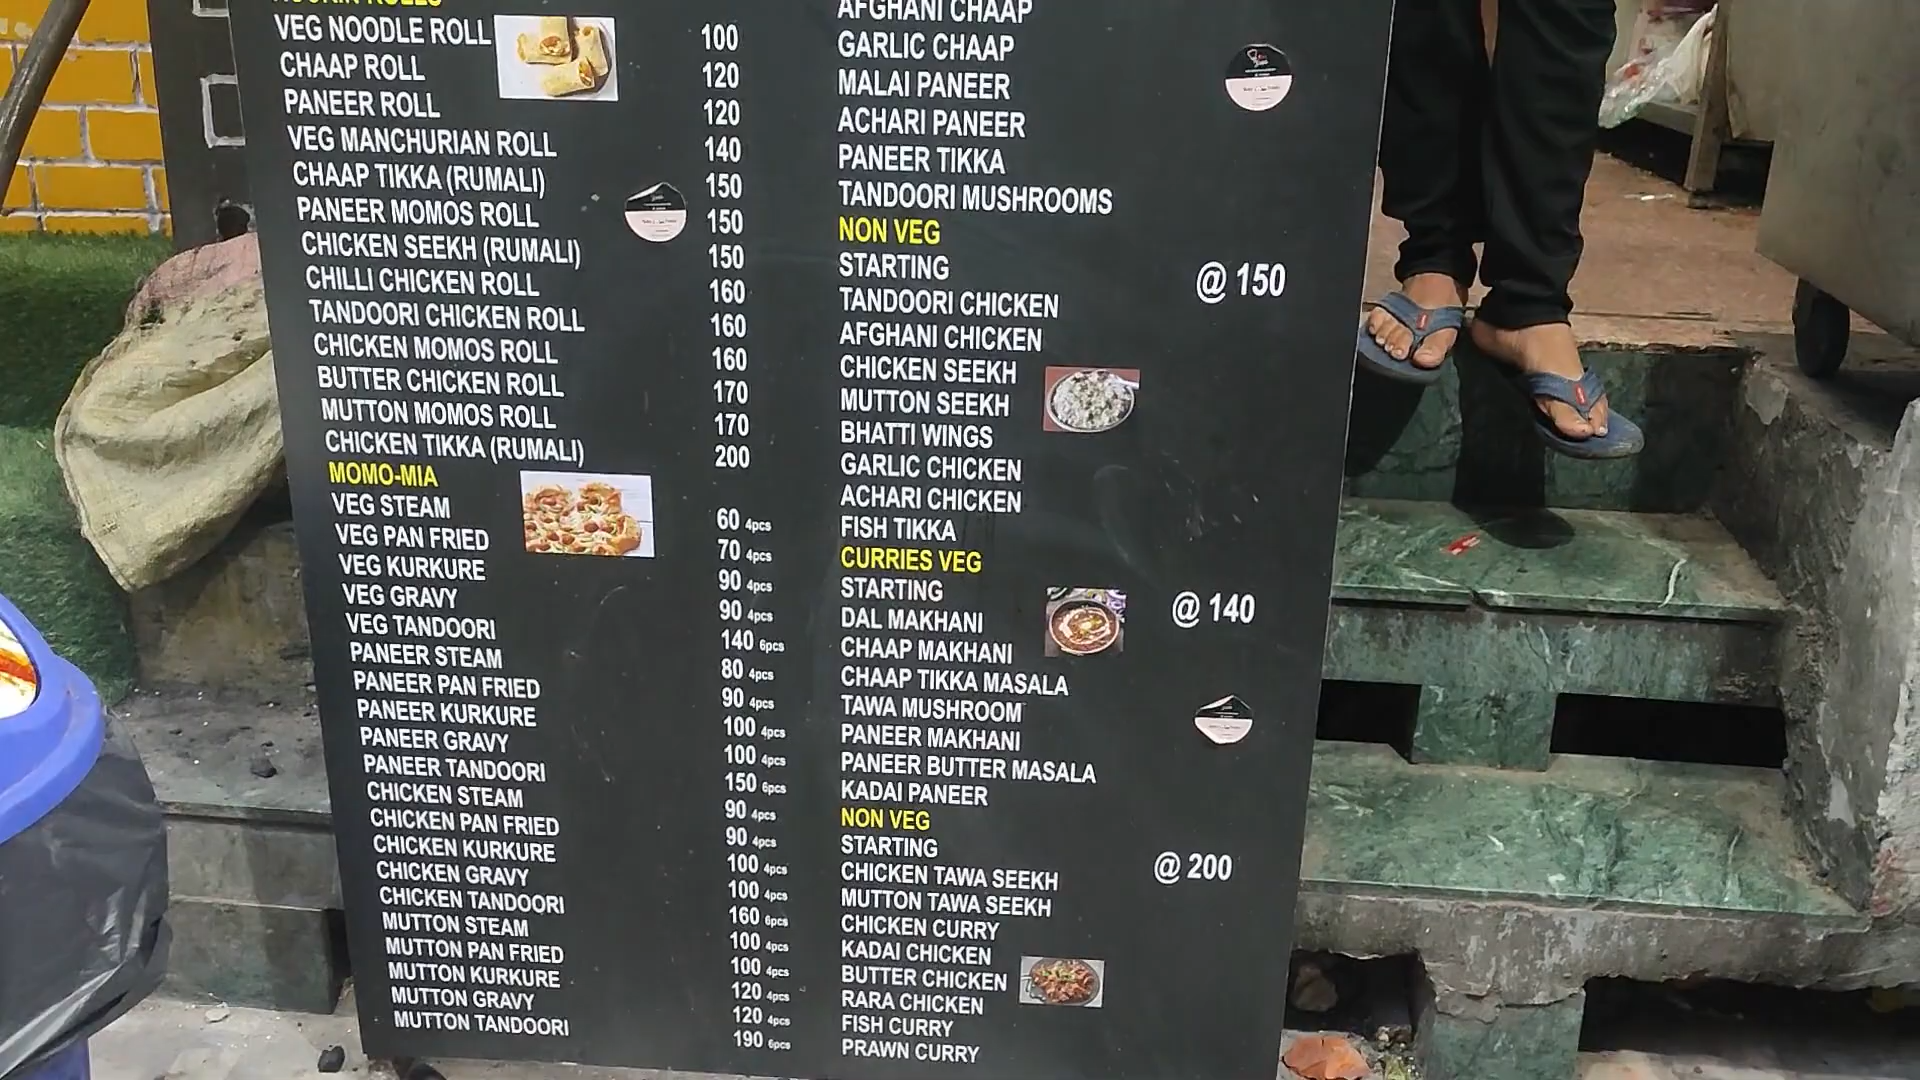 VEG NOODLE ROLL 100
CHAAP ROLL 120
PANEER ROLL 120
VEG MANCHURIAN ROLL 140
CHAAP TIKKA (RUMALI) 150
PANEER MOMOS ROLL 150
CHICKEN SEEKH (RUMALI) 150
CHILLI CHICKEN ROLL 160
TANDOORI CHICKEN ROLL 160
CHICKEN MOMOS ROLL 160
BUTTER CHICKEN ROLL 170
MUTTON MOMOS ROLL 170
CHICKEN TIKKA (RUMALI) 200
MOMO-MIA
VEG STEAM 60 4pcs
VEG PAN FRIED 70 4pcs
VEG KURKURE 90 4pcs
VEG GRAVY 90 4pcs
VEG TANDOORI 140 6pcs
PANEER STEAM 80 4pcs
PANEER PAN FRIED 90 4pcs
PANEER KURKURE 100 4pcs
PANEER GRAVY 100 4pcs
PANEER TANDOORI 150 6pcs
CHICKEN STEAM 90 4pcs
CHICKEN PAN FRIED 90 4pcs
CHICKEN KURKURE 100 4pcs
CHICKEN GRAVY 100 4pcs
CHICKEN TANDOORI 160 6pcs
MUTTON STEAM 100 4pcs
MUTTON PAN FRIED 100 4pcs
MUTTON KURKURE 120 4pcs
MUTTON GRAVY 120 4pcs
MUTTON TANDOORI 190 6pcs
AFGHANI CHAAP
GARLIC CHAAP
MALAI PANEER
ACHARI PANEER
PANEER TIKKA
TANDOORI MUSHROOMS
NON VEG
STARTING @ 150
TANDOORI CHICKEN
AFGHANI CHICKEN
CHICKEN SEEKH
MUTTON SEEKH
BHATTI WINGS
GARLIC CHICKEN
ACHARI CHICKEN
FISH TIKKA
CURRIES VEG
STARTING @ 140
DAL MAKHANI
CHAAP MAKHANI
CHAAP TIKKA MASALA
TAWA MUSHROOM
PANEER MAKHANI
PANEER BUTTER MASALA
KADAI PANEER
NON VEG
STARTING @ 200
CHICKEN TAWA SEEKH
MUTTON TAWA SEEKH
CHICKEN CURRY
KADAI CHICKEN
BUTTER CHICKEN
RARA CHICKEN
FISH CURRY
PRAWN CURRY